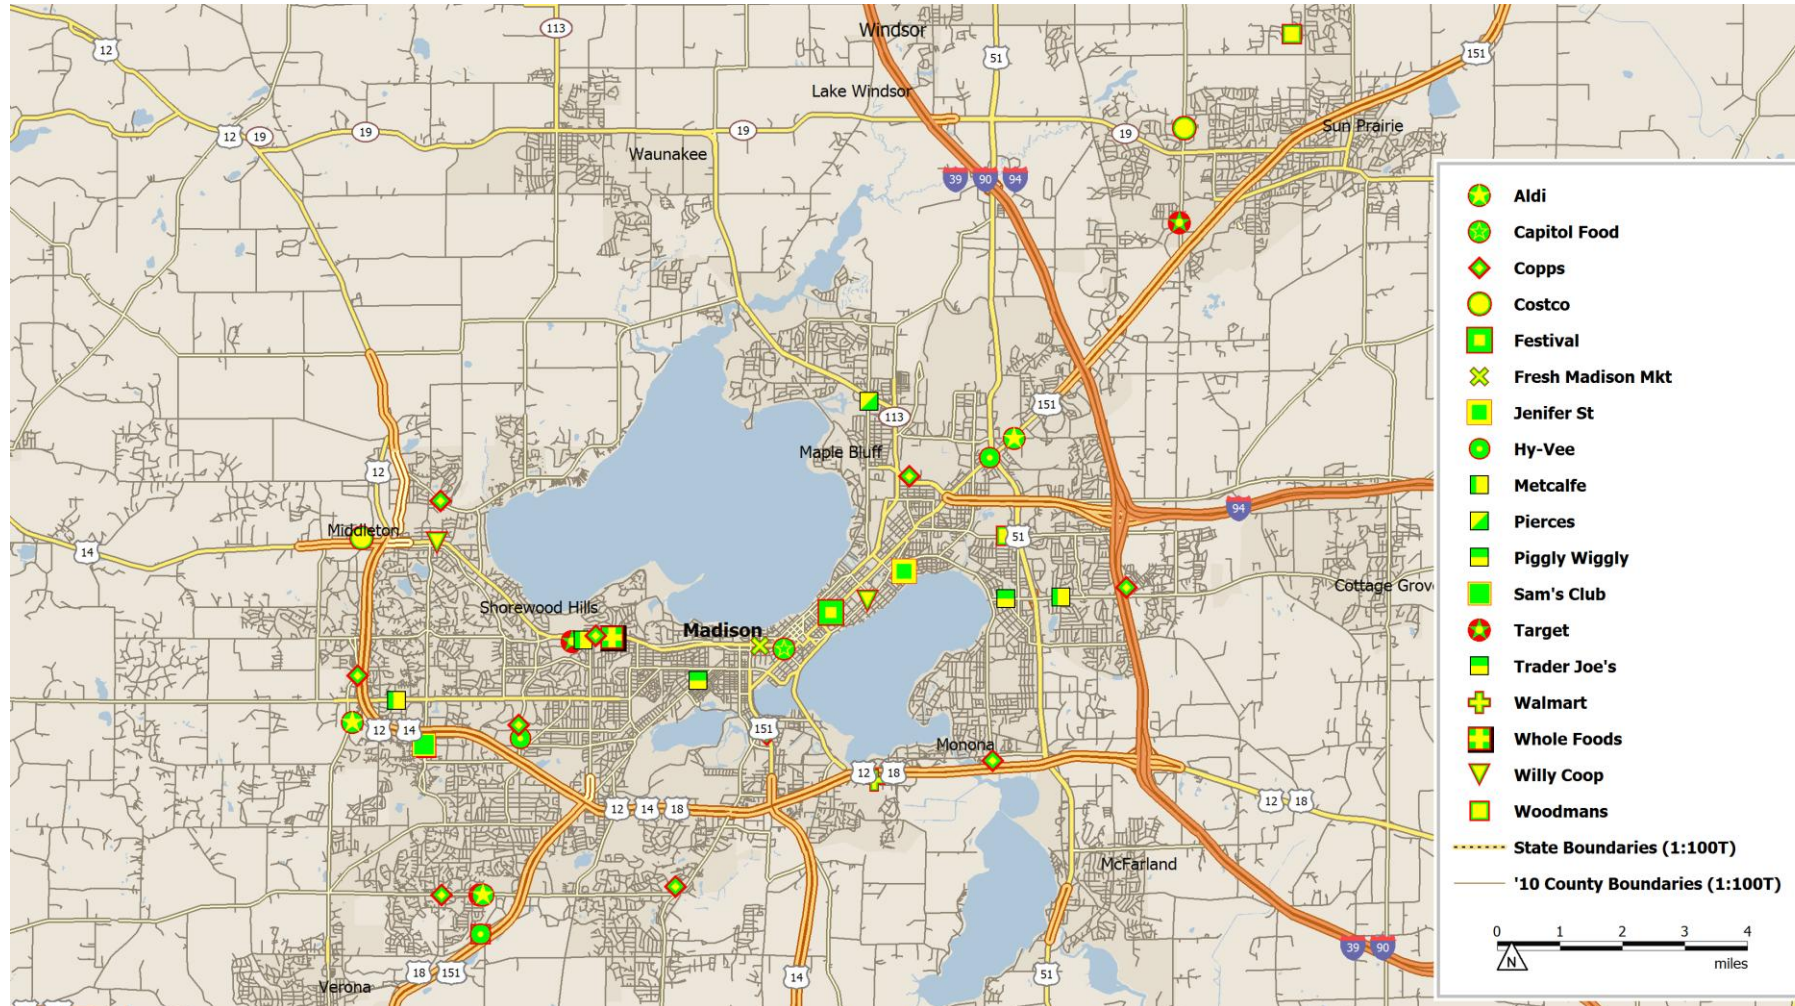 Windsor
113
12
51
151
Lake Windsor
12
19
19
19
19
Sun Prairie
Waunakee
39
90
94
Aldi
Capitol Food
Copps
Costco
Festival
Fresh Madison Mkt
Jenifer St
Hy-Vee
Metcalfe
Pierces
Piggly Wiggly
Sam's Club
Target
Trader Joe's
Walmart
Whole Foods
Willy Coop
Woodmans
State Boundaries (1:100T)
'10 County Boundaries (1:100T)
0 1 2 3 4
N
miles
151
113
Maple Bluff
12
94
Middleton
14
51
Cottage Grov
Shorewood Hills
Madison
12
14
151
Monona
12
18
12
14
18
12
18
McFarland
39
90
18
151
14
51
Verona